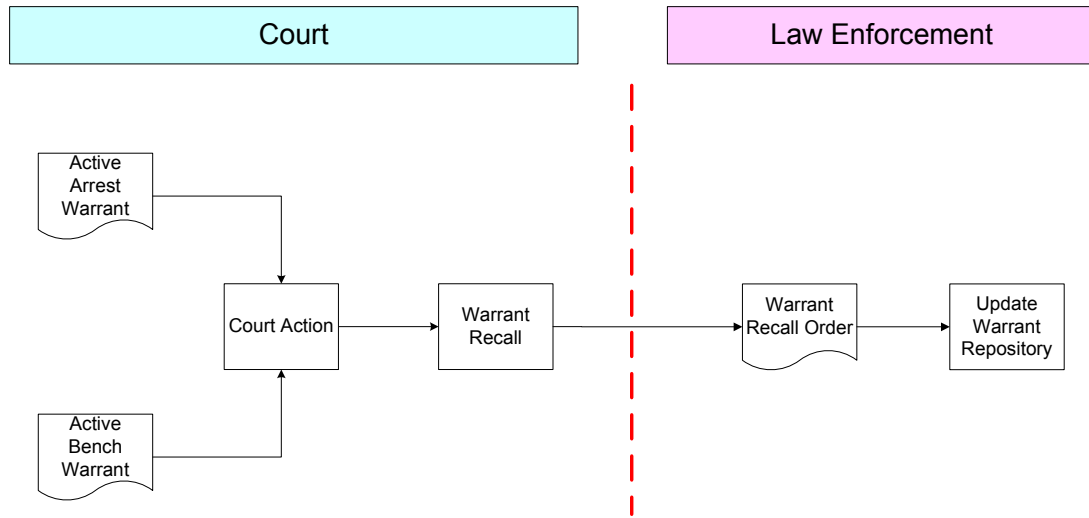 Court
Law Enforcement
Active
Arrest
Warrant
Court Action
Warrant
Recall
Warrant
Recall Order
Update
Warrant
Repository
Active
Bench
Warrant